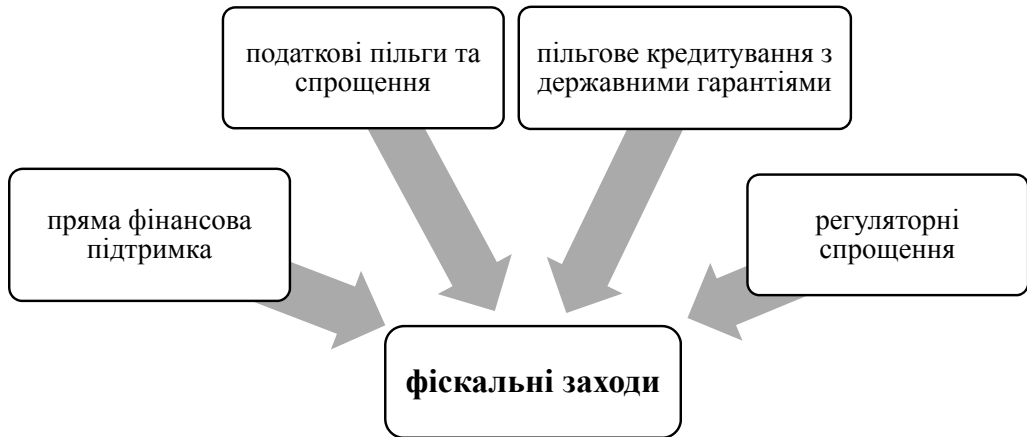 податкові пільги та
спрощення
пільгове кредитування з
державними гарантіями
пряма фінансова
підтримка
регуляторні
спрощення
фіскальні заходи